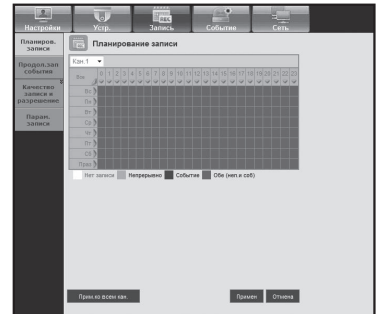 Настройки Устр. Запись Событие Сеть
Планиров.
записи
Продол.зап
события
Качество
записи и
разрешение
Парам.
записи
Планирование записи
Кан.1
Все 0 1 2 3 4 5 6 7 8 9 10 11 12 13 14 15 16 17 18 19 20 21 22 23
Вс
Пн
Вт
Ср
Чт
Пт
Сб
Праз
Нет записи Непрерывно Событие Оба (неп.и соб)
Прим.ко всем кан. Примен Отмена